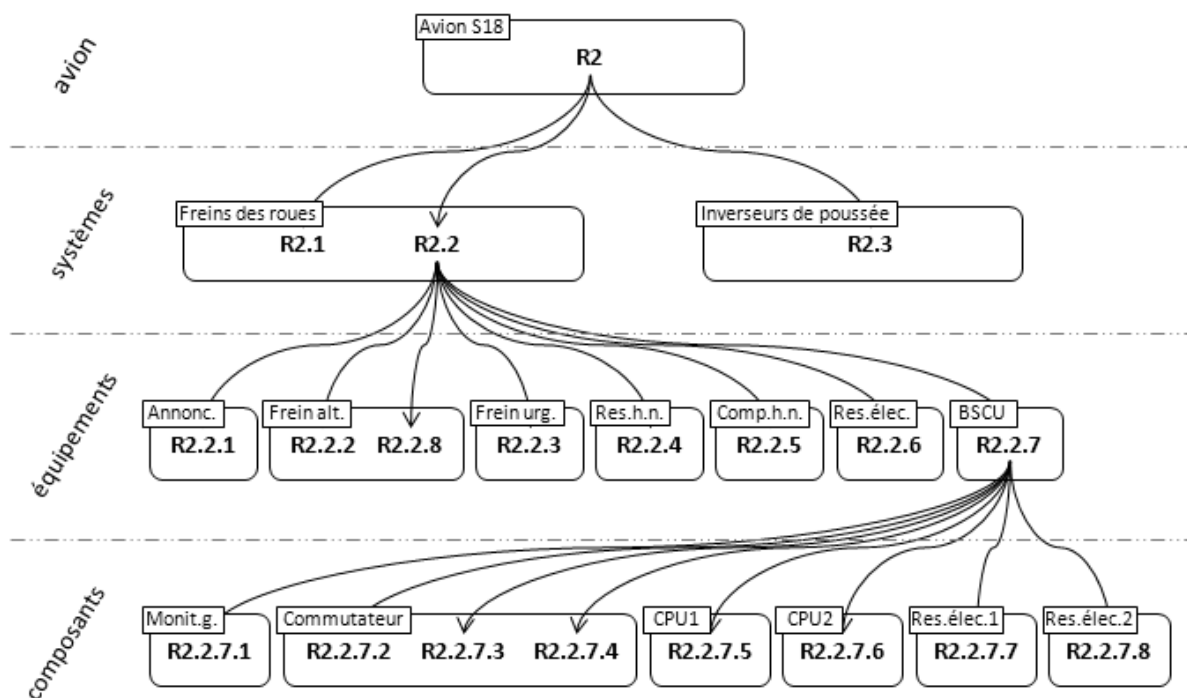 avion
Avion S18
R2
systèmes
Freins des roues
R2.1
R2.2
Inverseurs de poussée
R2.3
équipements
Annonc.
R2.2.1
Frein alt.
R2.2.2
R2.2.8
Frein urg.
R2.2.3
Res.h.n.
R2.2.4
Comp.h.n.
R2.2.5
Res.élec.
R2.2.6
BSCU
R2.2.7
composants
Monit.g.
R2.2.7.1
Commutateur
R2.2.7.2
R2.2.7.3
R2.2.7.4
CPU1
R2.2.7.5
CPU2
R2.2.7.6
Res.élec.1
R2.2.7.7
Res.élec.2
R2.2.7.8